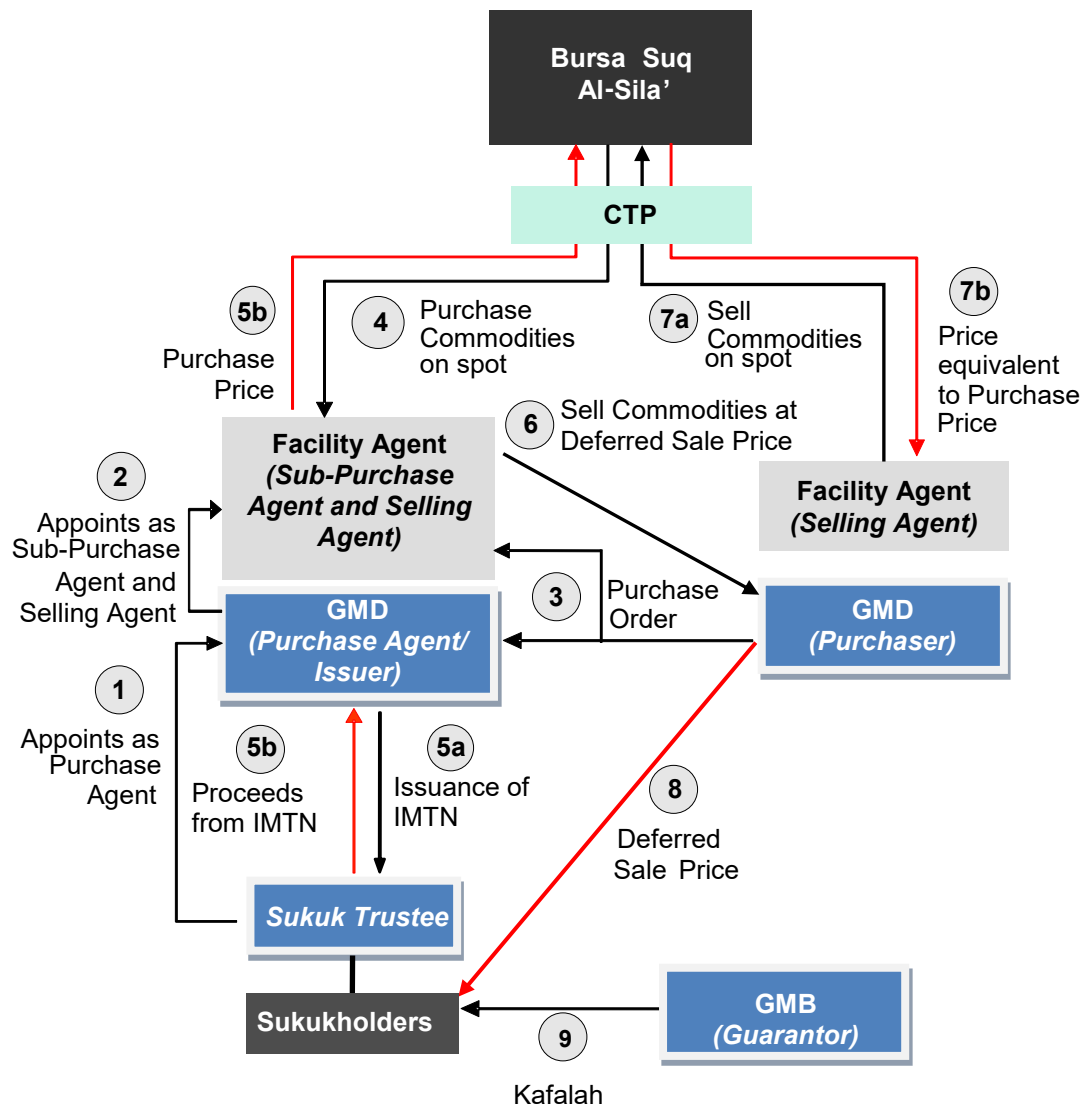 Bursa Suq
Al-Sila’
CTP
5b
Purchase
Price
4
Purchase
Commodities
on spot
7a
Sell
Commodities
on spot
7b
Price
equivalent
to Purchase
Price
6
Sell Commodities at
Deferred Sale Price
Facility Agent
(Sub-Purchase
Agent and Selling
Agent)
Facility Agent
(Selling Agent)
2
Appoints as
Sub-Purchase
Agent and
Selling Agent
3
Purchase
Order
GMD
(Purchase Agent/
Issuer)
GMD
(Purchaser)
1
Appoints as
Purchase
Agent
5b
Proceeds
from IMTN
5a
Issuance of
IMTN
8
Deferred
Sale Price
Sukuk Trustee
Sukukholders
GMB
(Guarantor)
9
Kafalah